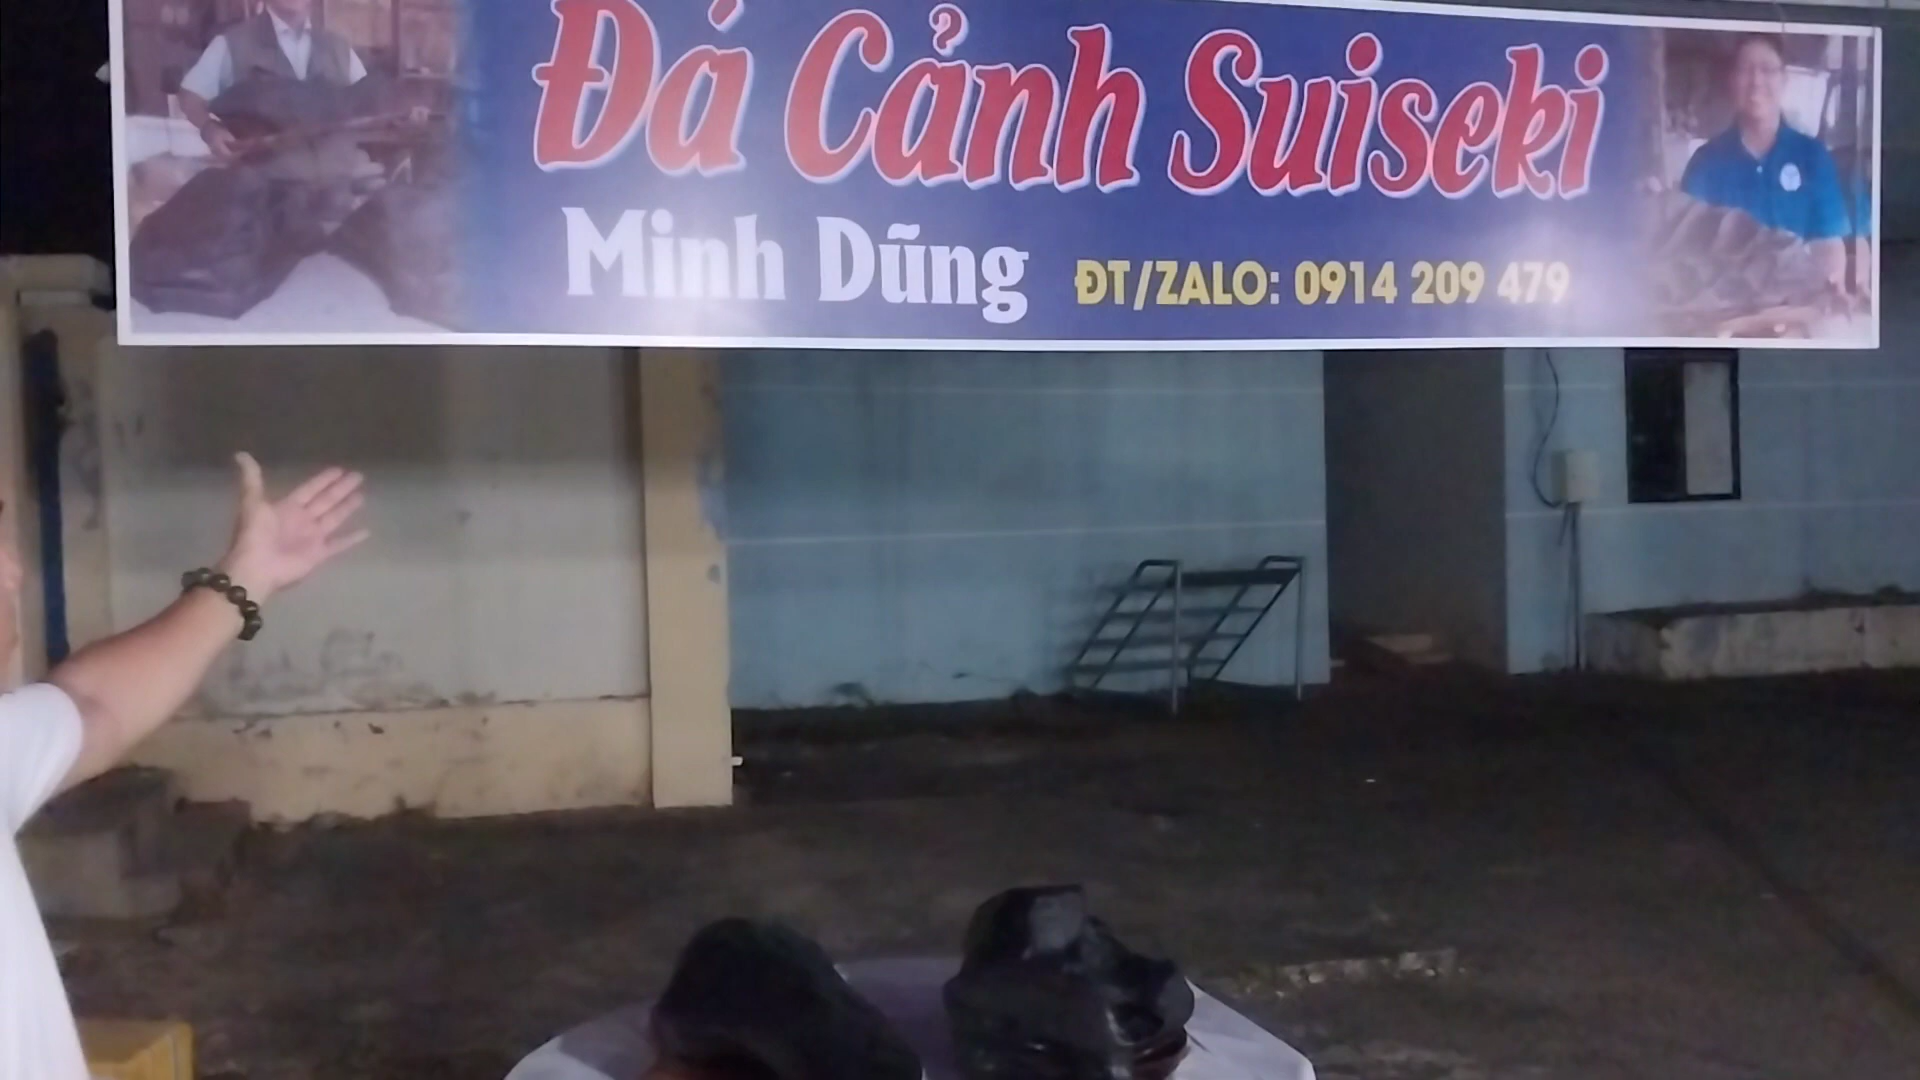 Đá Cảnh Suiseki
Minh Dũng
ĐT/ZALO: 0914 209 479